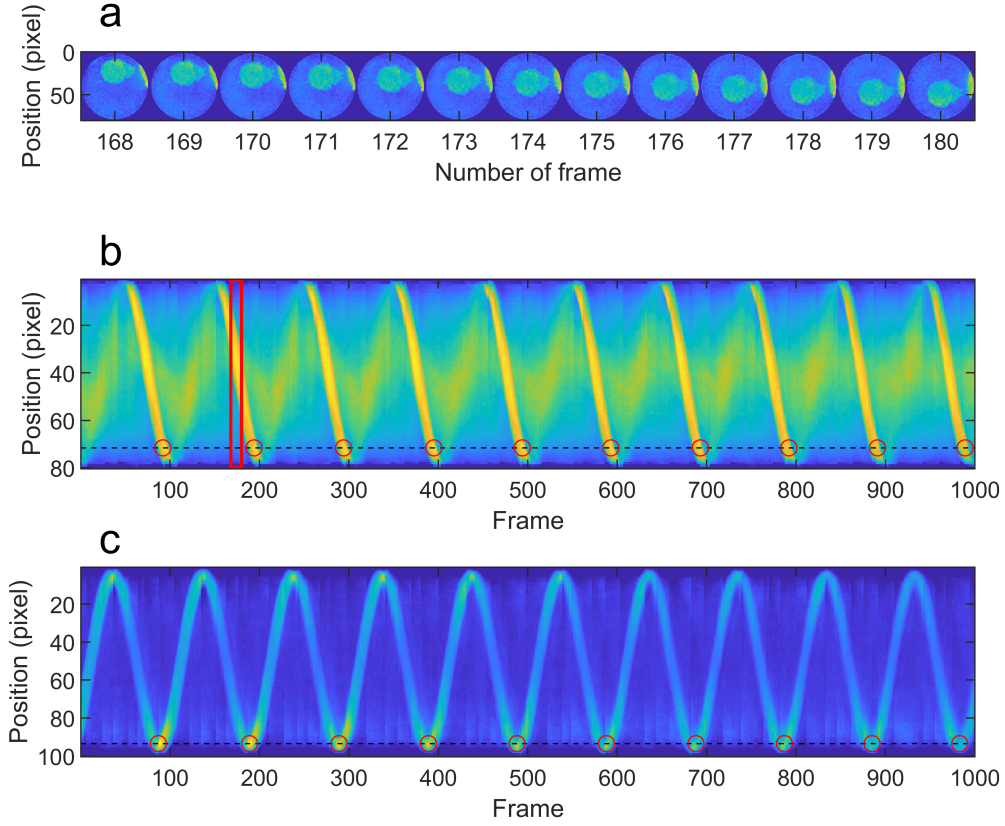 a
Position (pixel)
0
50
168 169 170 171 172 173 174 175 176 177 178 179 180
Number of frame
b
Position (pixel)
20
40
60
80
100 200 300 400 500 600 700 800 900 1000
Frame
c
Position (pixel)
20
40
60
80
100
100 200 300 400 500 600 700 800 900 1000
Frame